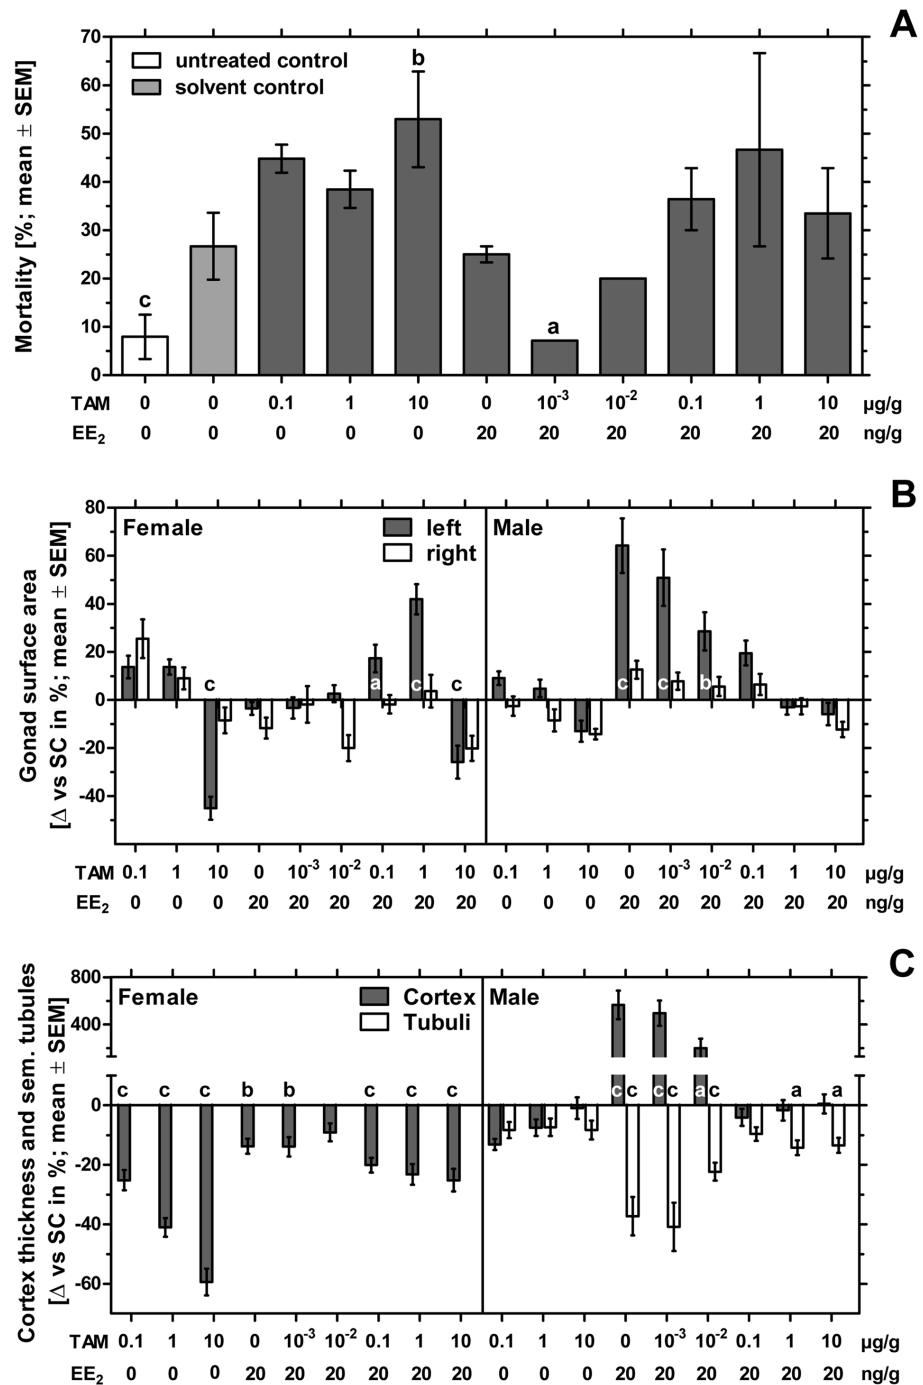 A
Mortality [%; mean ± SEM]
70
60
50
40
30
20
10
0
untreated control
solvent control
c
b
a
TAM 0 0 0.1 1 10 0 10-3 10-2 0.1 1 10 µg/g
EE2 0 0 0 0 0 20 20 20 20 20 20 ng/g
B
Gonad surface area
[Δ vs SC in %; mean ± SEM]
80
60
40
20
0
-20
-40
Female
left
right
Male
c a c c c c b
TAM 0.1 1 10 0 10-3 10-2 0.1 1 10 0.1 1 10 0 10-3 10-2 0.1 1 10 µg/g
EE2 0 0 0 20 20 20 20 20 20 0 0 0 20 20 20 20 20 20 ng/g
C
Cortex thickness and sem. tubules
[Δ vs SC in %; mean ± SEM]
800
400
0
-20
-40
-60
Female
Cortex
Tubuli
Male
c c c b b c c c c c c c a c a a
TAM 0.1 1 10 0 10-3 10-2 0.1 1 10 0.1 1 10 0 10-3 10-2 0.1 1 10 µg/g
EE2 0 0 0 20 20 20 20 20 20 0 0 0 20 20 20 20 20 20 ng/g